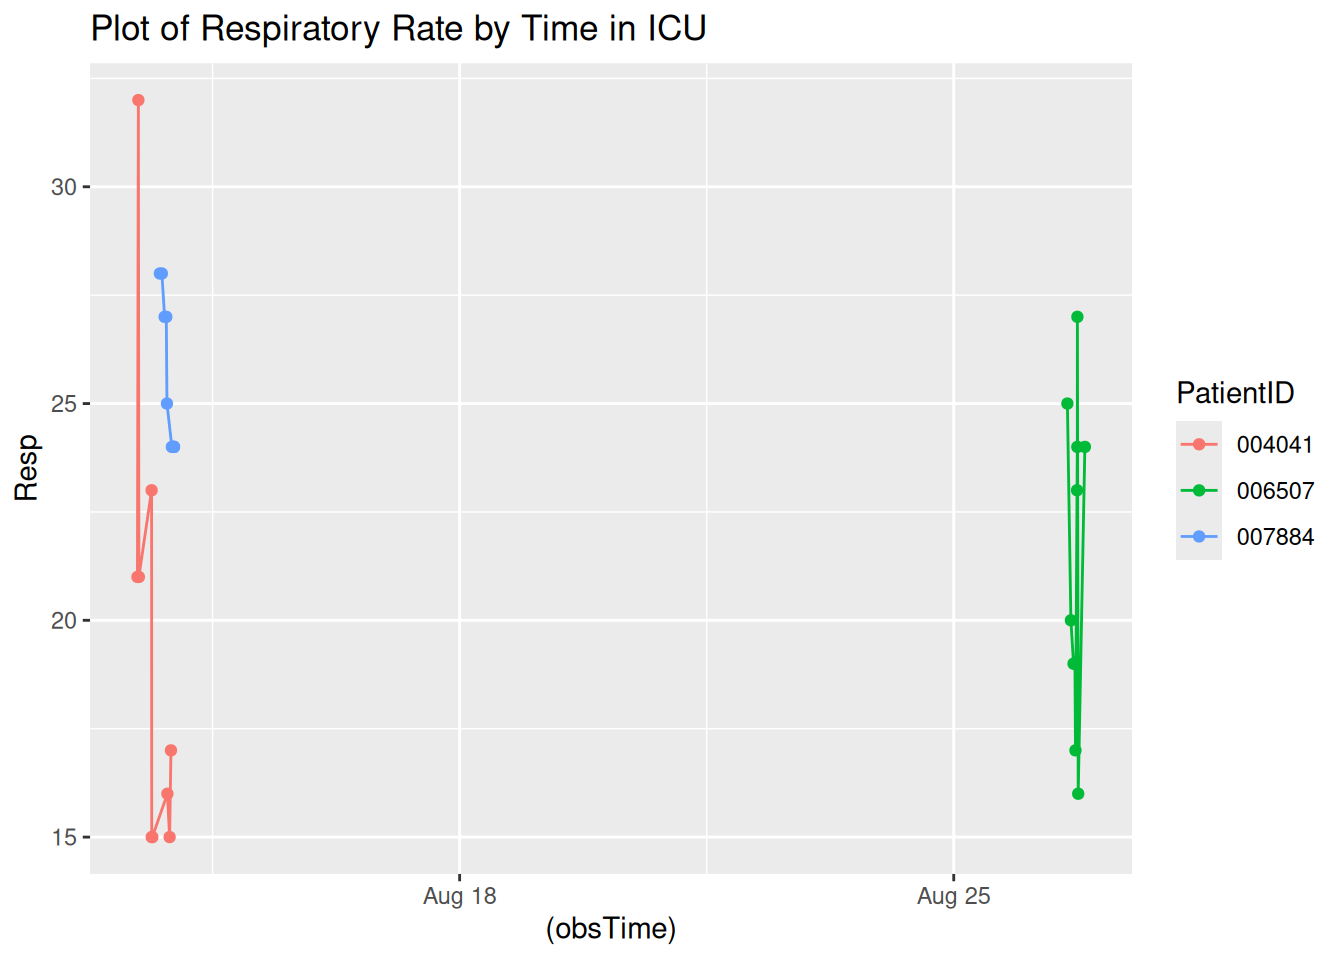 Plot of Respiratory Rate by Time in ICU
30
25
20
15
Resp
Aug 18
Aug 25
(obsTime)
PatientID
004041
006507
007884